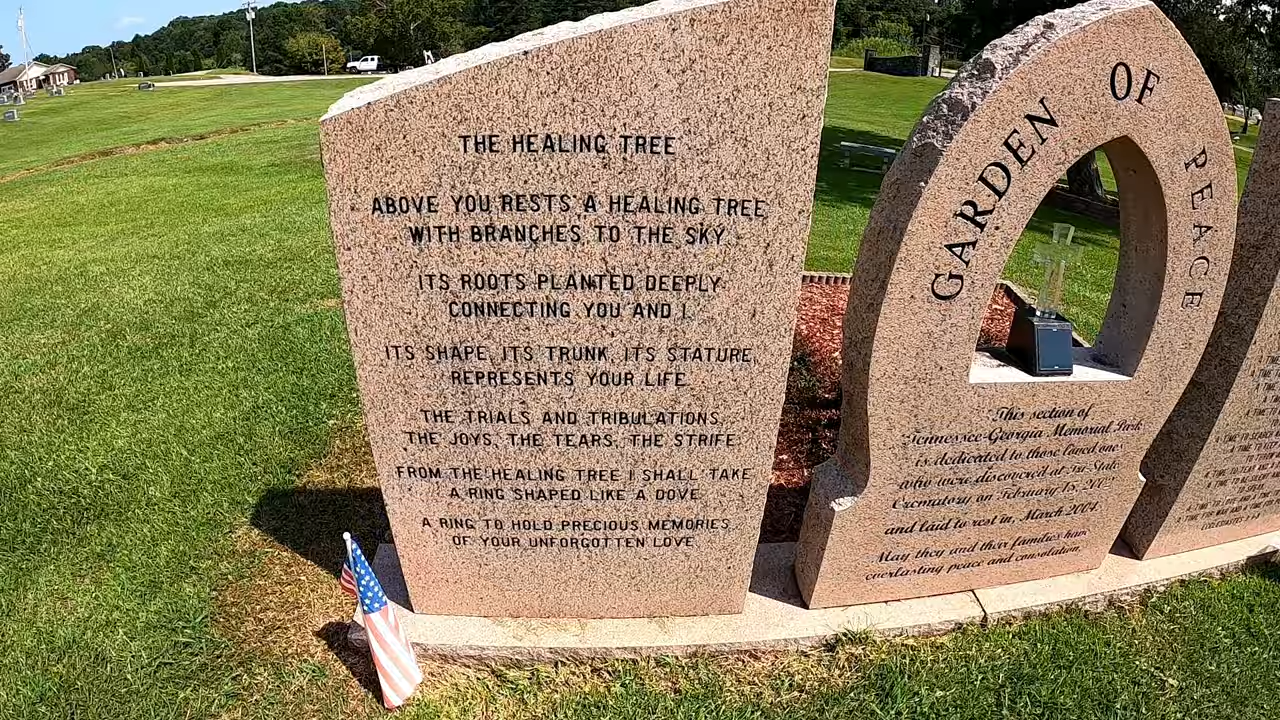 THE HEALING TREE
ABOVE YOU RESTS A HEALING TREE
WITH BRANCHES TO THE SKY
ITS ROOTS PLANTED DEEPLY
CONNECTING YOU AND I.
ITS SHAPE, ITS TRUNK, ITS STATURE,
REPRESENTS YOUR LIFE
THE TRIALS AND TRIBULATIONS,
THE JOYS, THE TEARS, THE STRIFE.
FROM THE HEALING TREE I SHALL TAKE
A RING SHAPED LIKE A DOVE
A RING TO HOLD PRECIOUS MEMORIES
OF YOUR UNFORGOTTEN LOVE.
GARDEN OF PEACE
This section of
Tennessee-Georgia Memorial Park
is dedicated to those loved ones
who were discovered at Tri-State
Crematory on February 15, 2002
and laid to rest in, March 2004.
May they and their families have
everlasting peace and consolation.